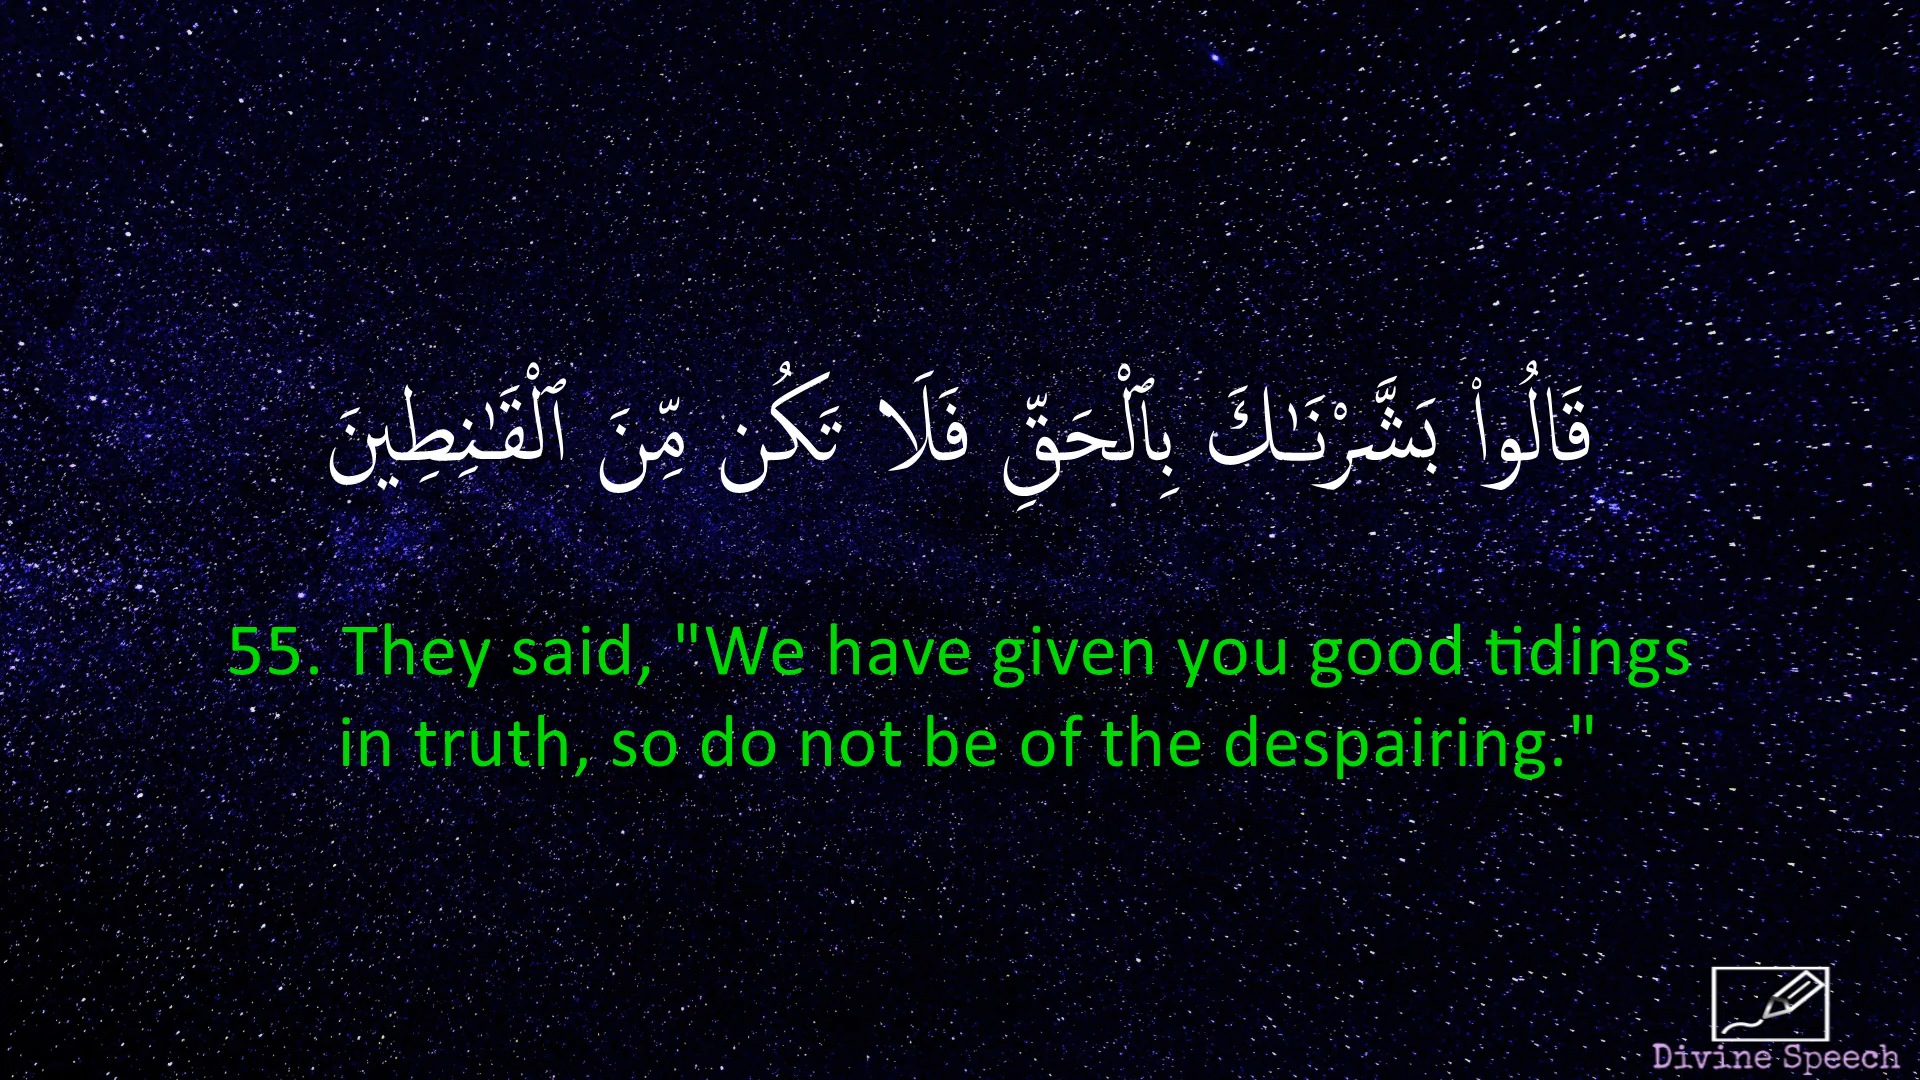 قَالُوا۟ بَشَّرْنَـٰكَ بِٱلْحَقِّ فَلَا تَكُن مِّنَ ٱلْقَـٰنِطِينَ
55. They said, "We have given you good tidings
in truth, so do not be of the despairing."
Divine Speech